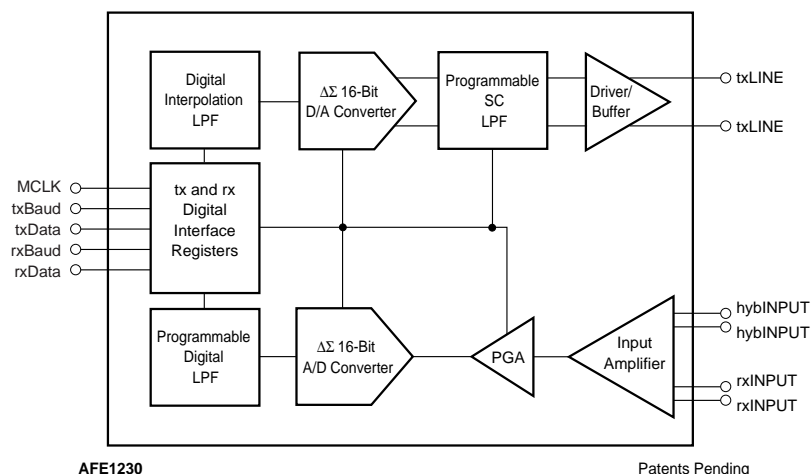 Digital
Interpolation
LPF
ΔΣ 16-Bit
D/A Converter
Programmable
SC
LPF
Driver/
Buffer
txLINE
txLINE
MCLK
txBaud
txData
rxBaud
rxData
tx and rx
Digital
Interface
Registers
Programmable
Digital
LPF
ΔΣ 16-Bit
A/D Converter
PGA
Input
Amplifier
hybINPUT
hybINPUT
rxINPUT
rxINPUT
AFE1230
Patents Pending